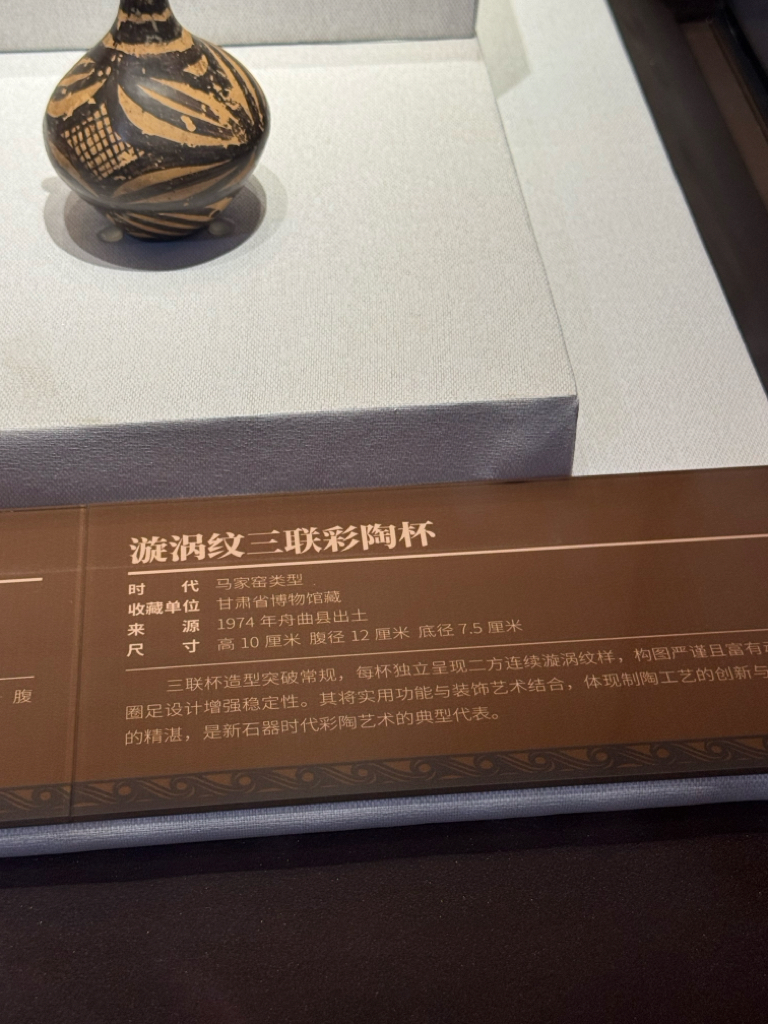 漩涡纹三联彩陶杯
时 代 马家窑类型
收藏单位 甘肃省博物馆藏
来 源 1974 年舟曲县出土
尺 寸 高 10 厘米 腹径 12 厘米 底径 7.5 厘米
三联杯造型突破常规，每杯独立呈现二方连续漩涡纹样，构图严谨且富有
腹
圈足设计增强稳定性。其将实用功能与装饰艺术结合，体现制陶工艺的创新与
的精湛，是新石器时代彩陶艺术的典型代表。